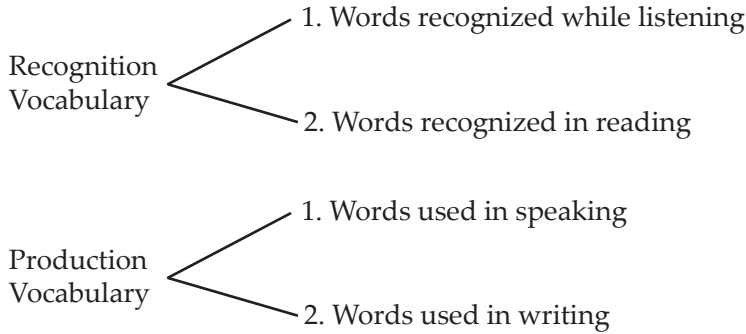 1. Words recognized while listening
Recognition
Vocabulary
2. Words recognized in reading
1. Words used in speaking
Production
Vocabulary
2. Words used in writing